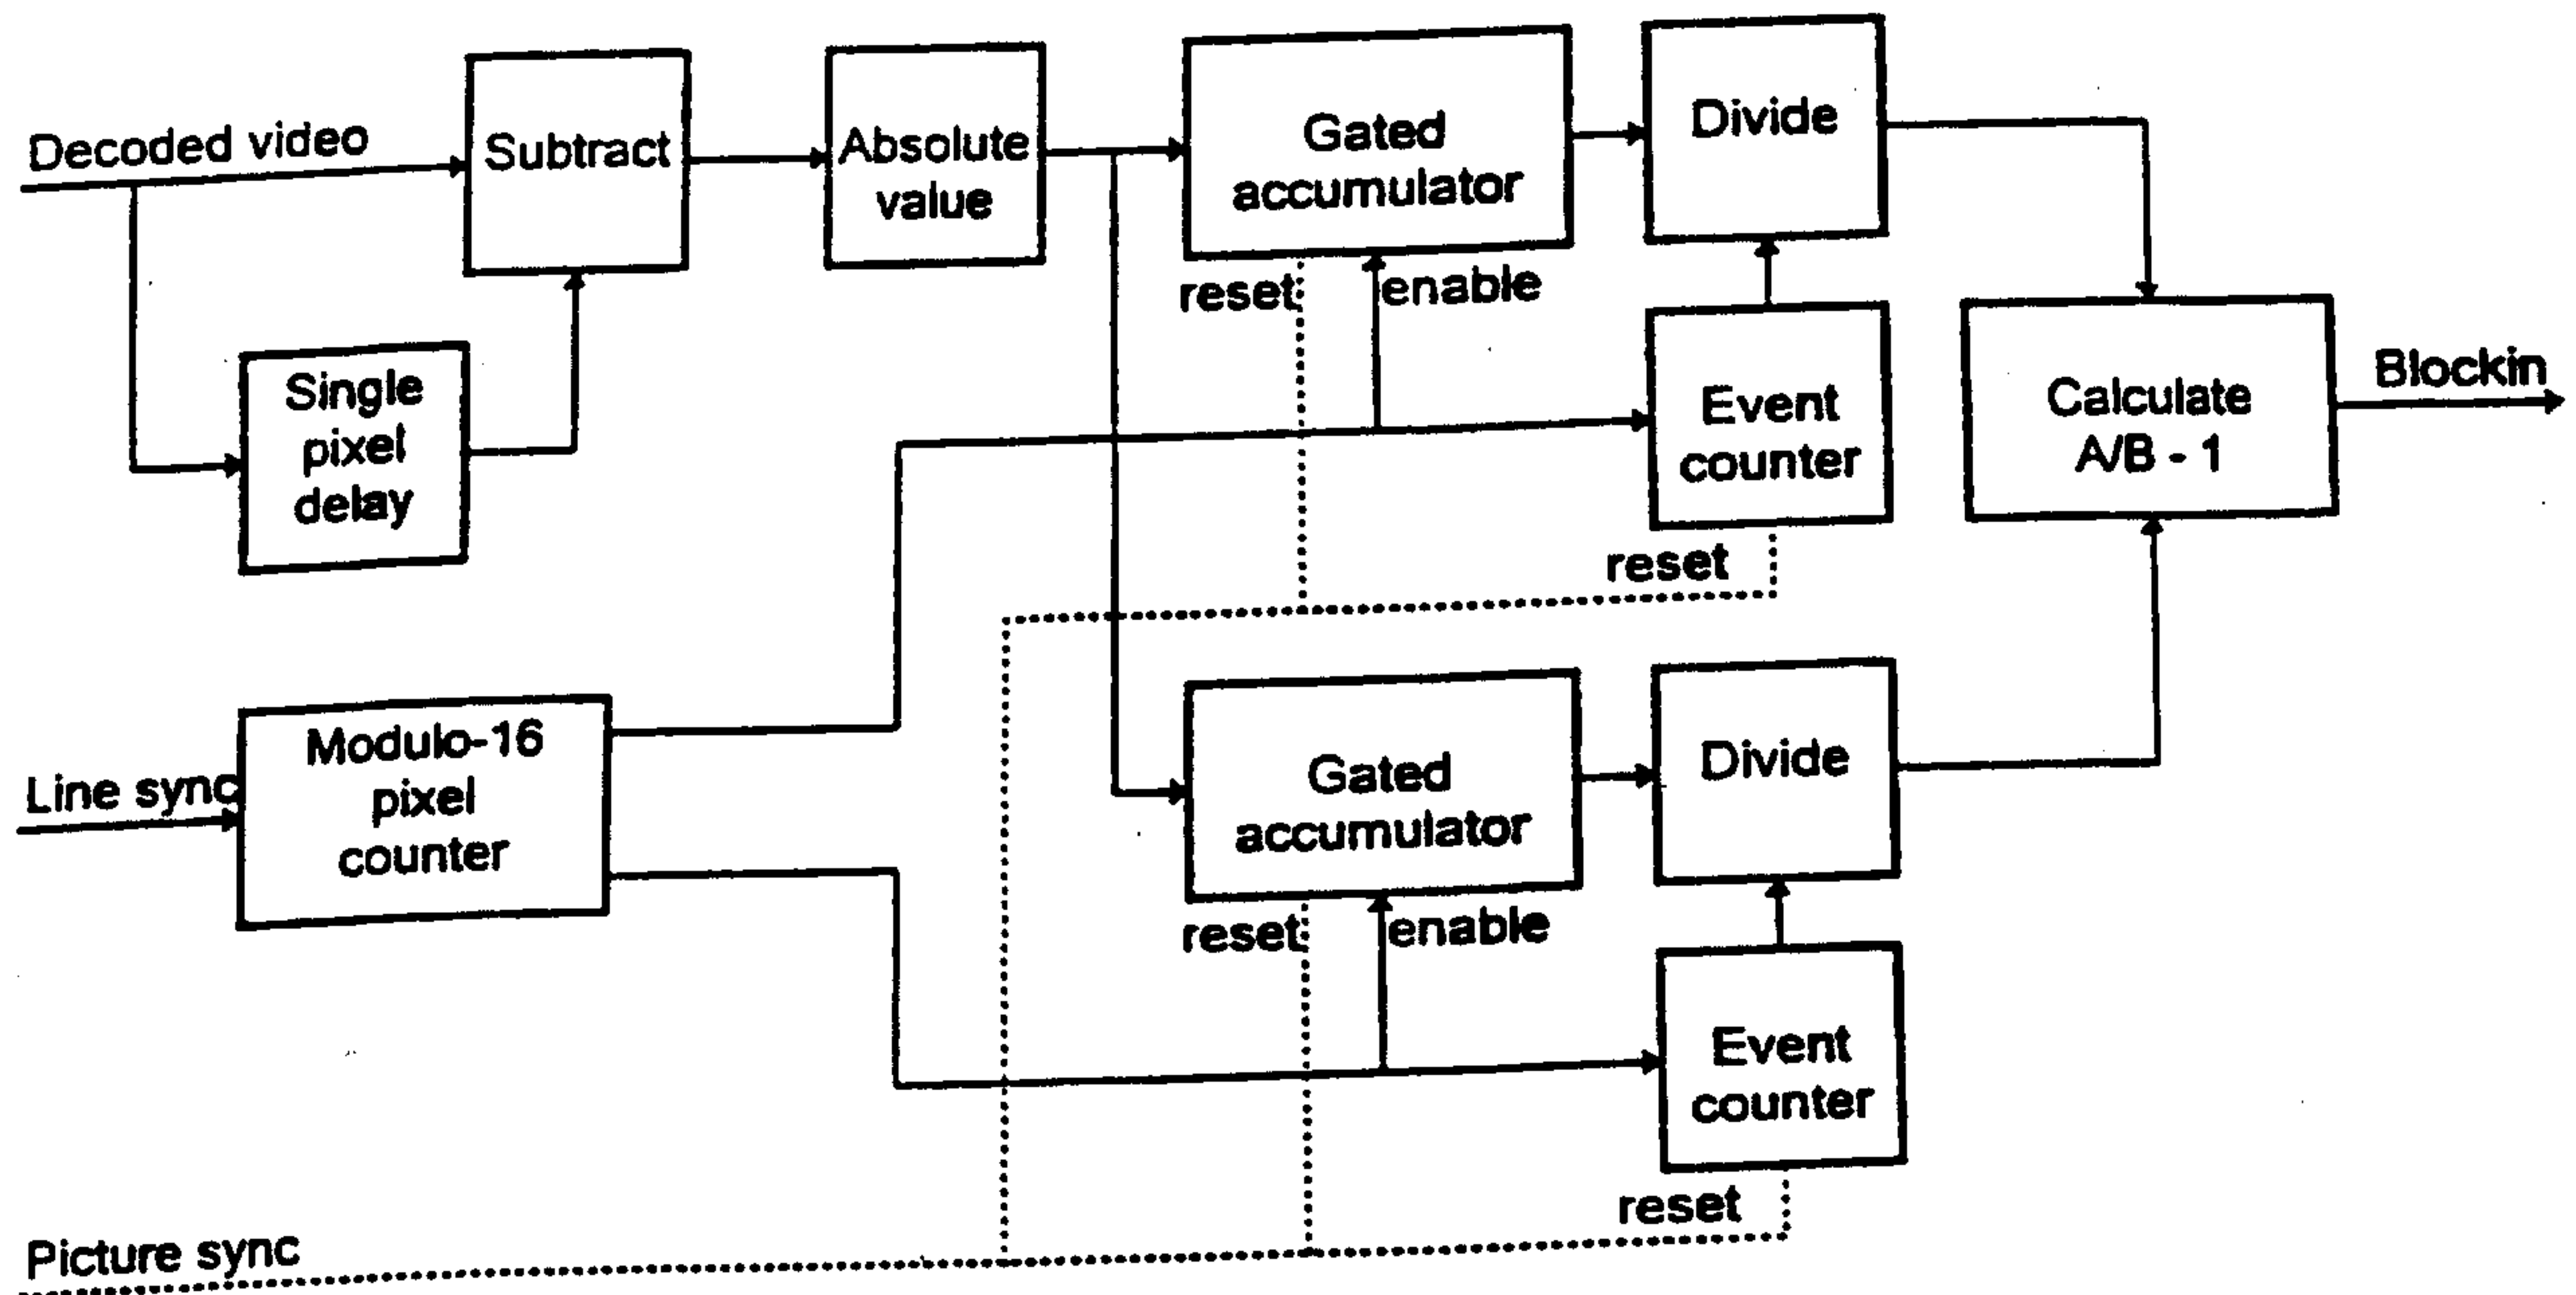 Decoded video
Subtract
Absolute
value
Gated
accumulator
Divide
reset
enable
Single
pixel
delay
Event
counter
Calculate
A/B - 1
Blockin
reset
Line sync
Modulo-16
pixel
counter
Gated
accumulator
Divide
reset
enable
Event
counter
reset
Picture sync